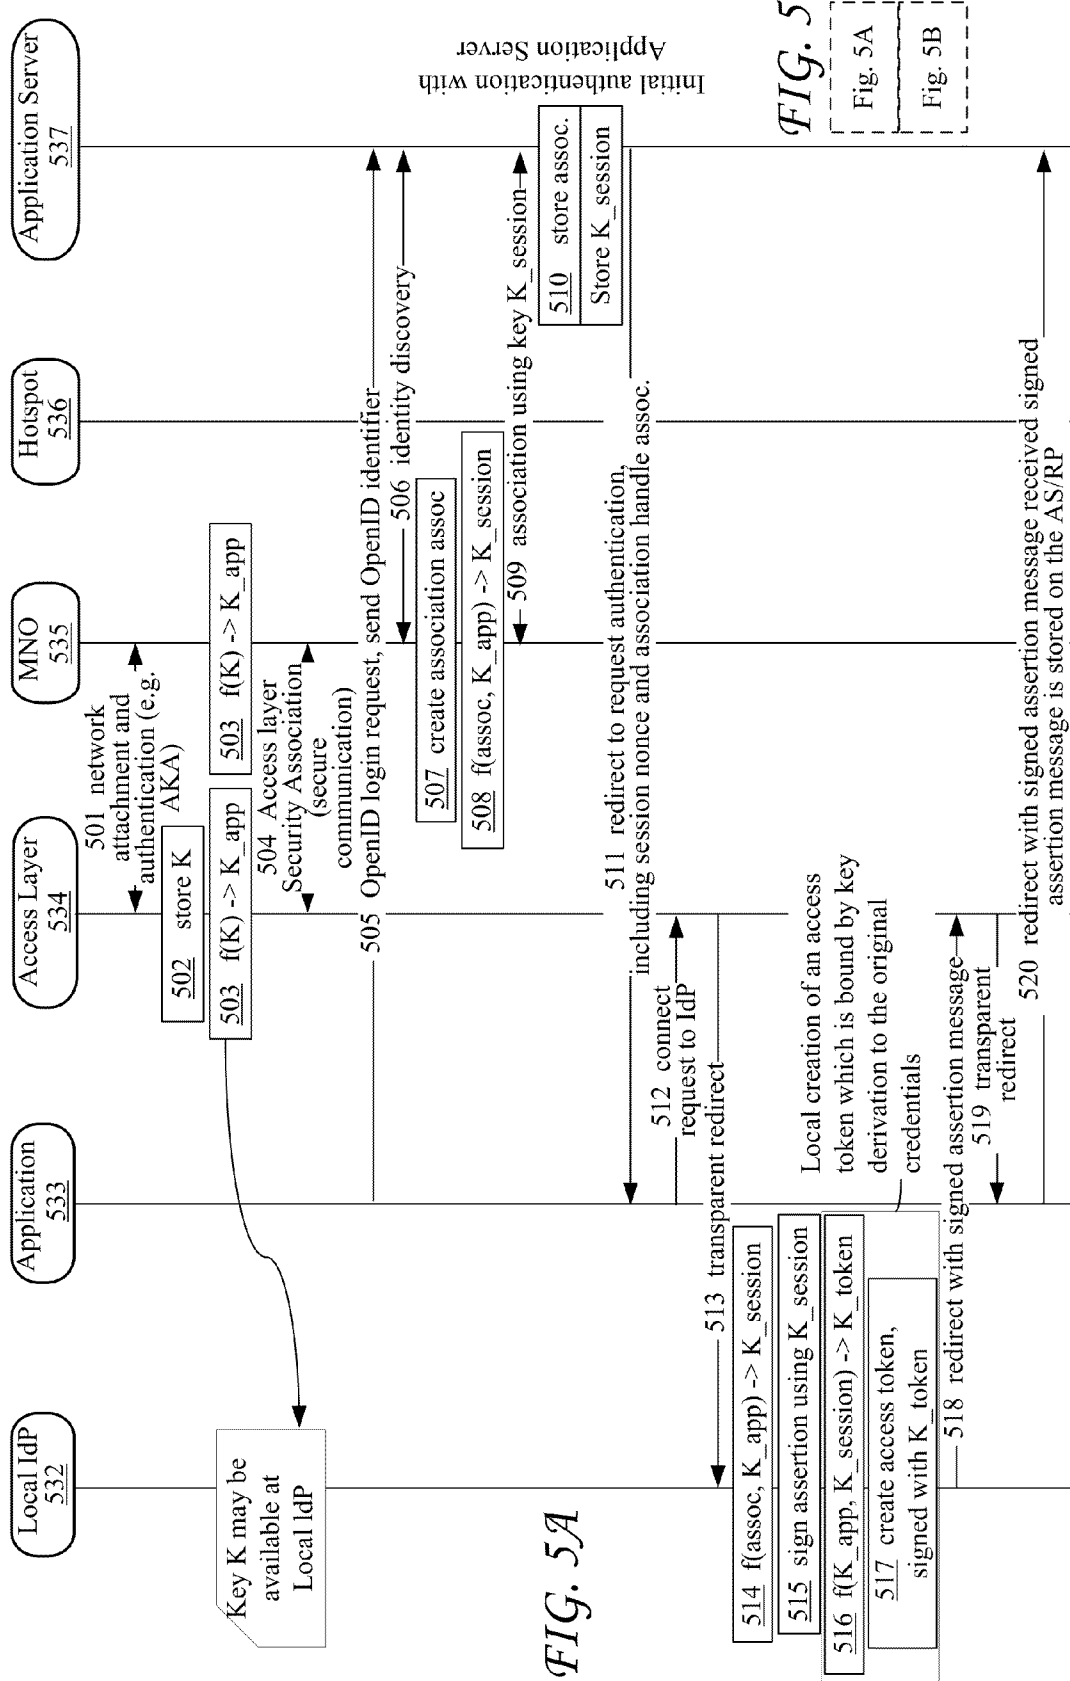 Local IdP
532
Application
533
Access Layer
534
MNO
535
Hotspot
536
Application Server
537
501 network
attachment and
authentication (e.g.
AKA)
502 store K
503 f(K) -> K_app
503 f(K) -> K_app
Key K may be
available at
Local IdP
504 Access layer
Security Association
(secure
communication)
505 OpenID login request, send OpenID identifier
506 identity discovery
507 create association assoc
508 f(assoc, K_app) -> K_session
509 association using key K_session
510 store assoc.
Store K_session
Initial authentication with
Application Server
511 redirect to request authentication,
including session nonce and association handle assoc.
512 connect
request to IdP
513 transparent redirect
514 f(assoc, K_app) -> K_session
515 sign assertion using K_session
516 f(K_app, K_session) -> K_token
517 create access token,
signed with K_token
Local creation of an access
token which is bound by key
derivation to the original
credentials
518 redirect with signed assertion message
519 transparent
redirect
520 redirect with signed assertion message received signed
assertion message is stored on the AS/RP
FIG. 5A
FIG. 5
Fig. 5A
Fig. 5B